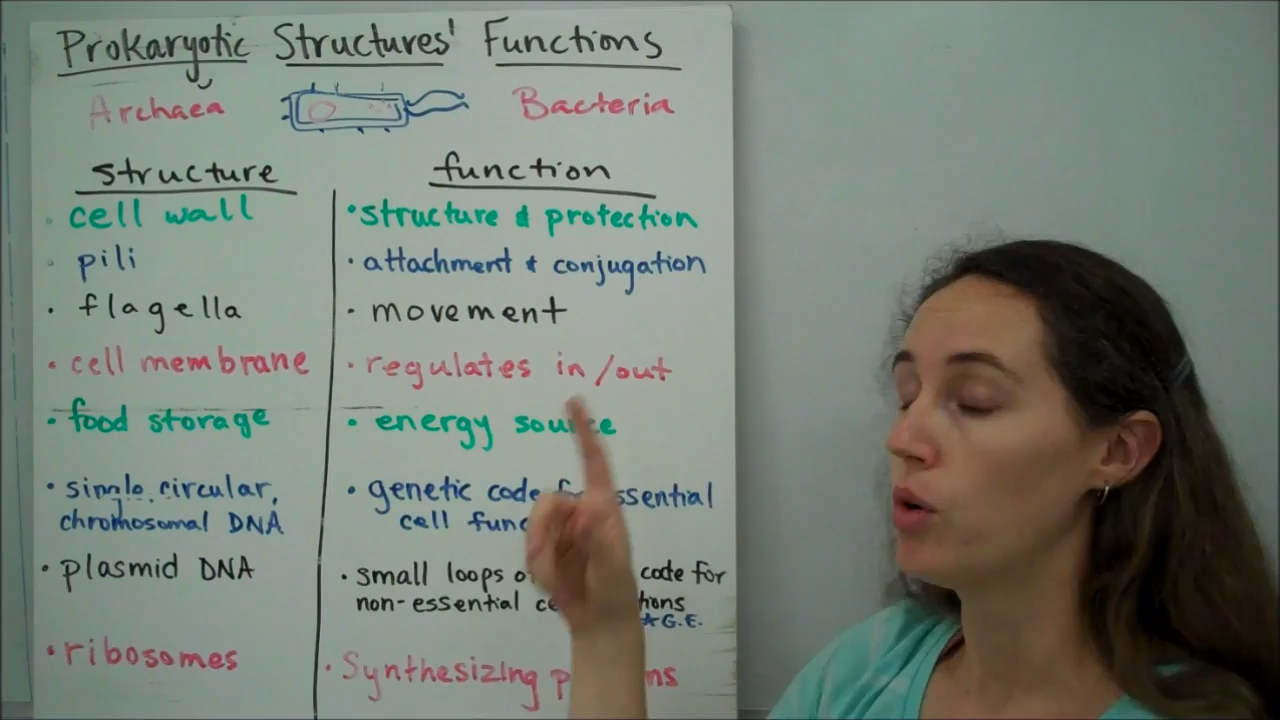 Prokaryotic Structures' Functions
Archaea Bacteria
structure function
• cell wall • structure & protection
• pili • attachment & conjugation
• flagella • movement
• cell membrane • regulates in/out
• food storage • energy source
• single, circular, • genetic code essential
chromosomal DNA cell
• plasmid DNA • small loops code for
non-essential
*G.E.
• ribosomes • Synthesizing